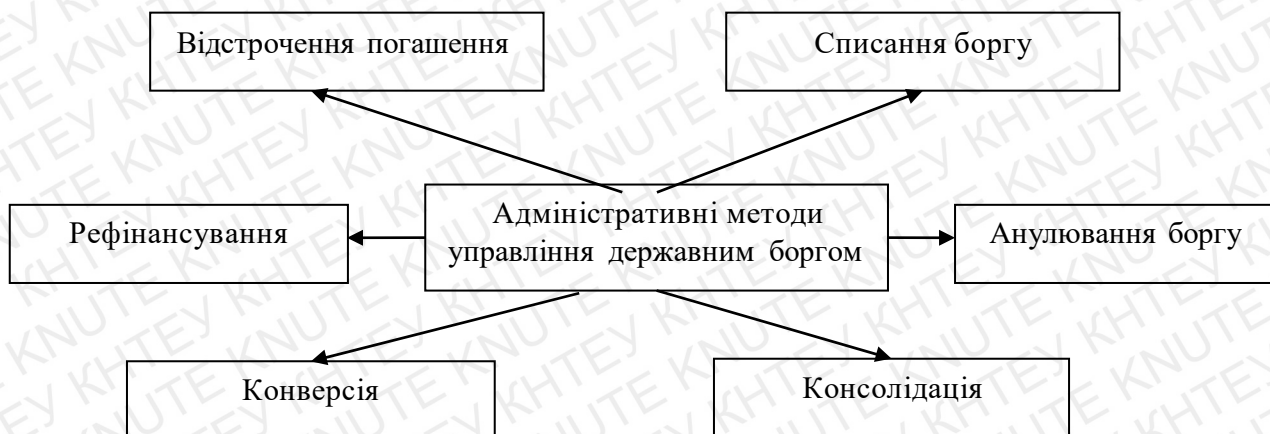 Відстрочення погашення
Списання боргу
Адміністративні методи
управління державним боргом
Рефінансування
Анулювання боргу
Конверсія
Консолідація